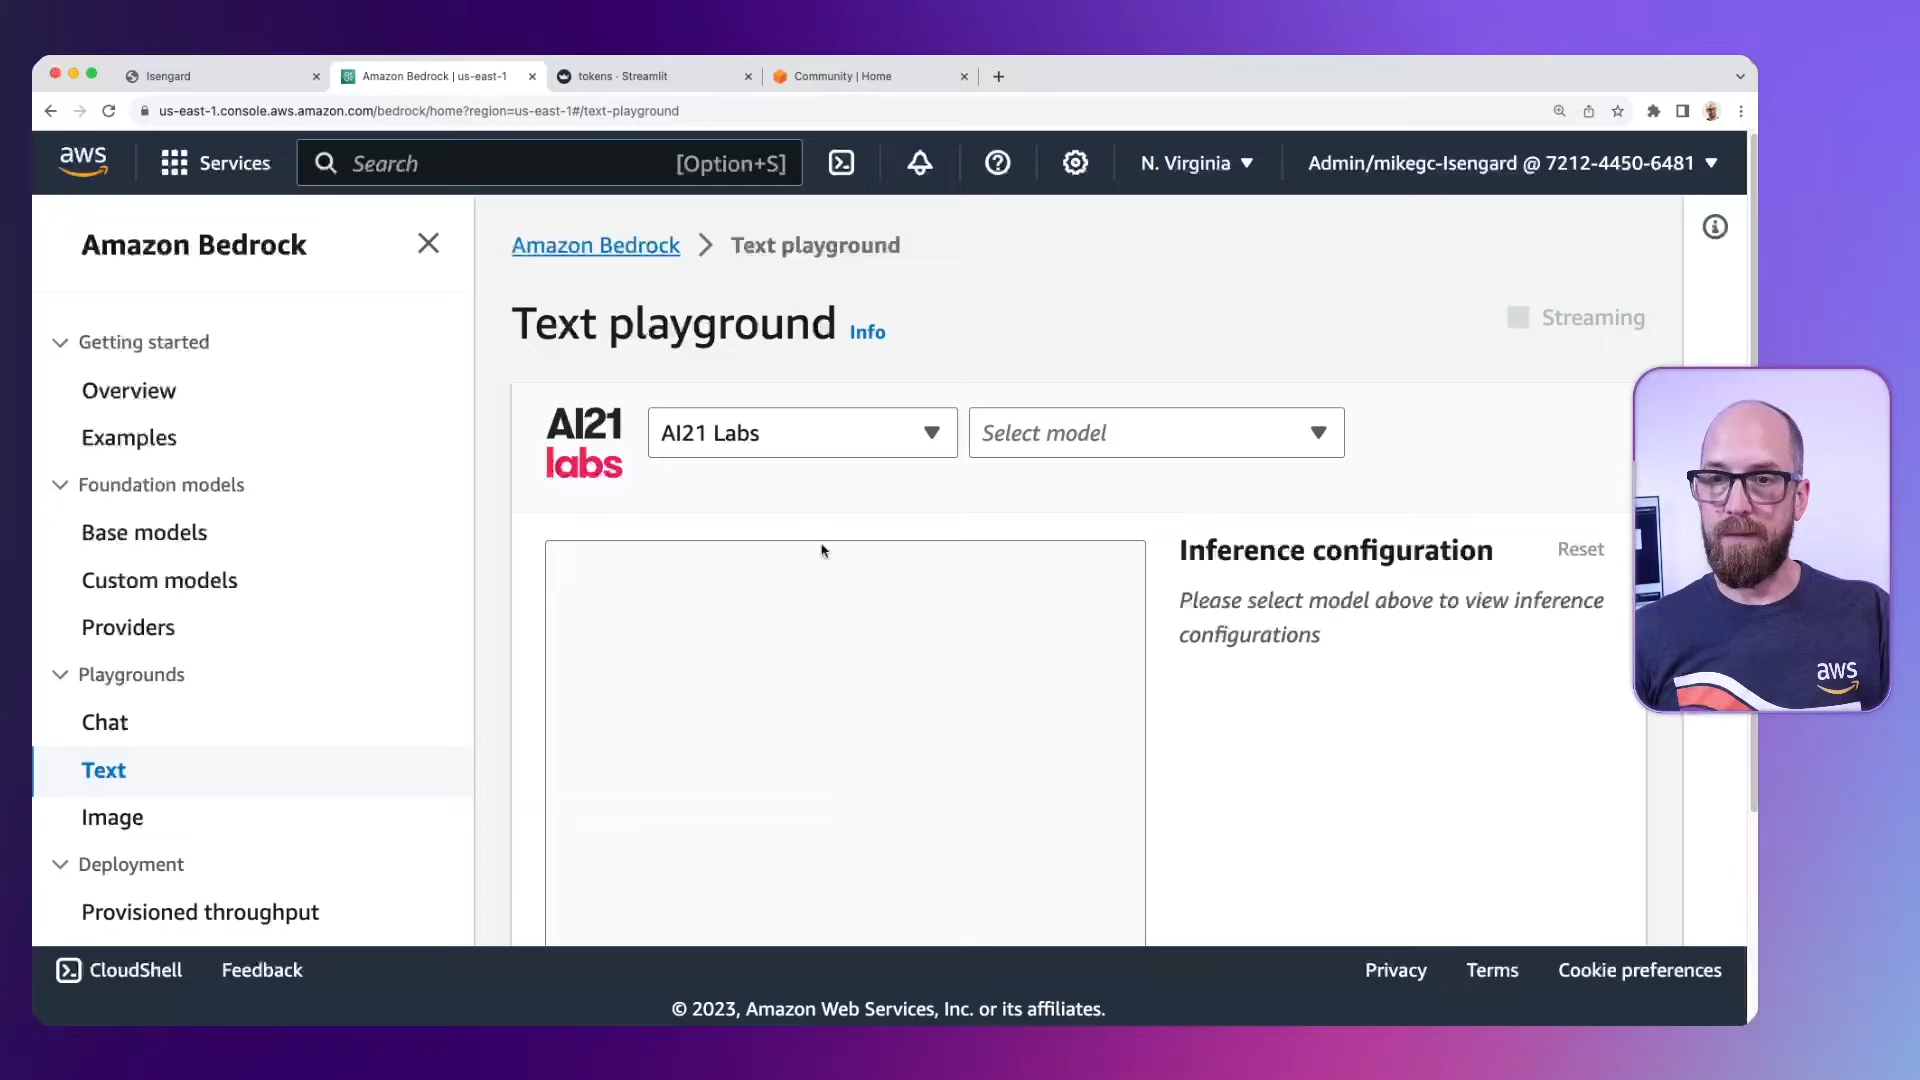 Isengard
Amazon Bedrock | us-east-1
tokens · Streamlit
Community | Home
us-east-1.console.aws.amazon.com/bedrock/home?region=us-east-1#/text-playground
aws
Services
Search
[Option+S]
N. Virginia
Admin/mikegc-Isengard @ 7212-4450-6481
Amazon Bedrock
Getting started
Overview
Examples
Foundation models
Base models
Custom models
Providers
Playgrounds
Chat
Text
Image
Deployment
Provisioned throughput
Amazon Bedrock > Text playground
Text playground Info
Streaming
AI21
labs
AI21 Labs
Select model
Inference configuration
Reset
Please select model above to view inference
configurations
aws
CloudShell
Feedback
Privacy
Terms
Cookie preferences
© 2023, Amazon Web Services, Inc. or its affiliates.